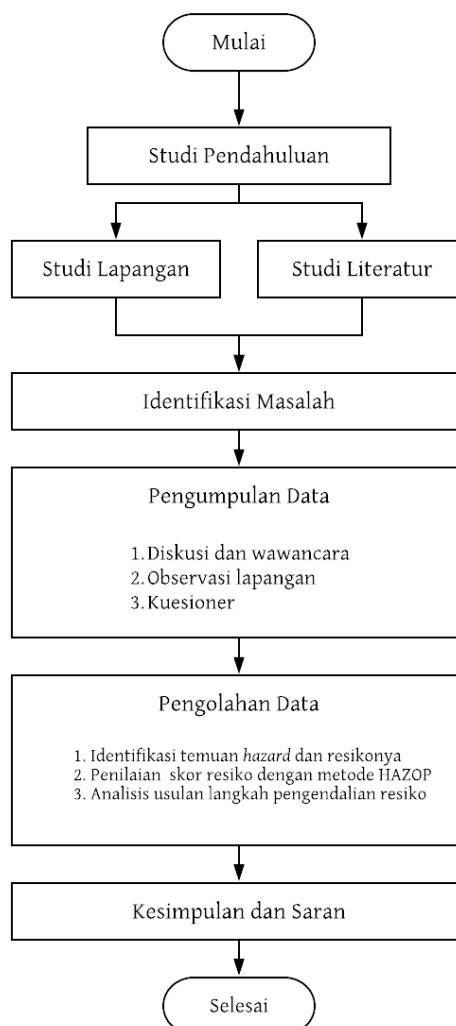 Mulai
Studi Pendahuluan
Studi Lapangan
Studi Literatur
Identifikasi Masalah
Pengumpulan Data
1. Diskusi dan wawancara
2. Observasi lapangan
3. Kuesioner
Pengolahan Data
1. Identifikasi temuan hazard dan resikonya
2. Penilaian skor resiko dengan metode HAZOP
3. Analisis usulan langkah pengendalian resiko
Kesimpulan dan Saran
Selesai